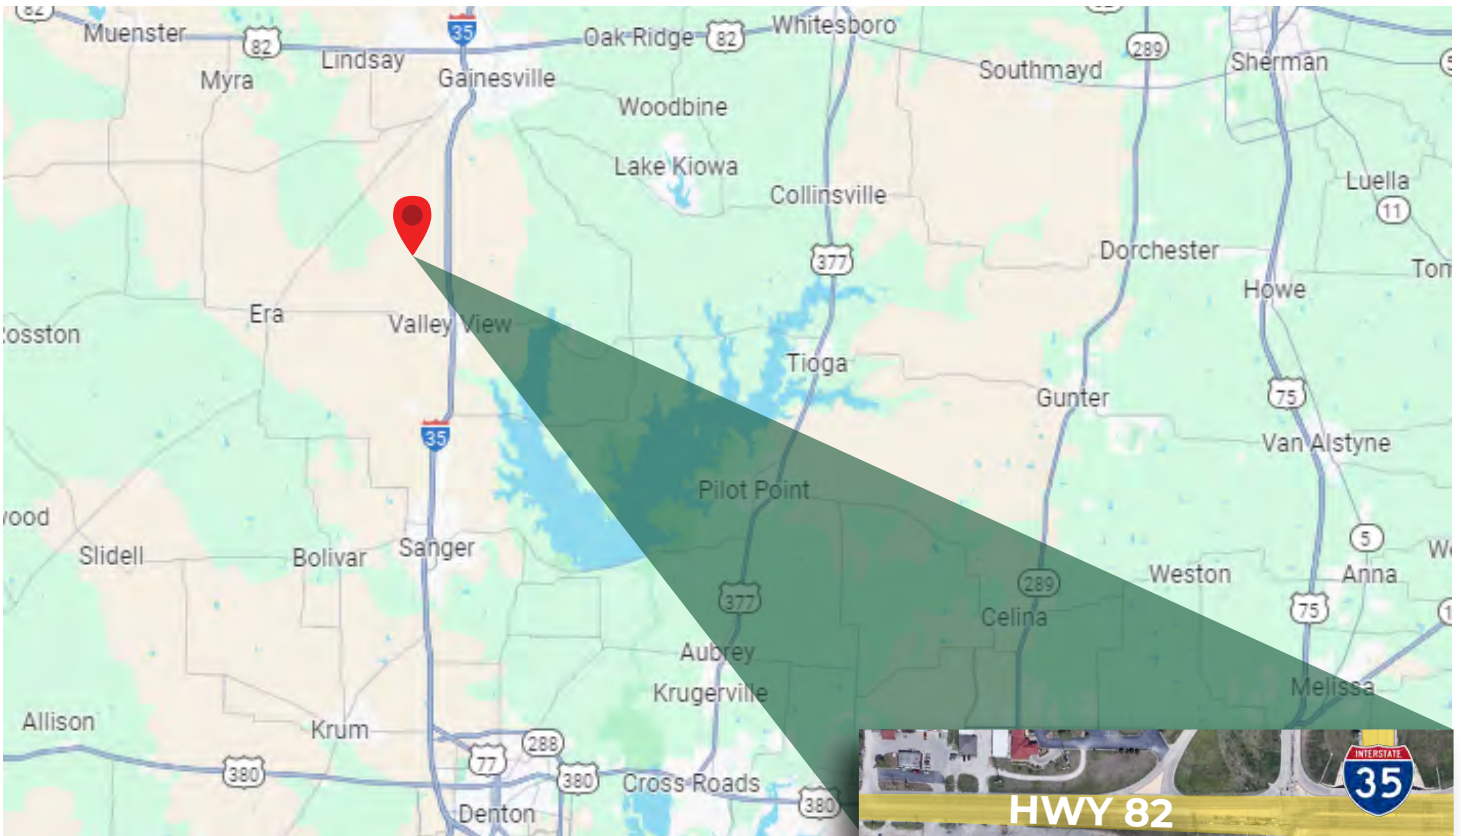 82
Muenster
82
Lindsay
Myra
35
Gainesville
Oak Ridge
82
Whitesboro
Woodbine
Lake Kiowa
Collinsville
Southmayd
289
Sherman
Luella
11
377
Dorchester
Howe
Era
Valley View
Tioga
Gunter
75
Van Alstyne
35
Pilot Point
Slidell
Bolivar
Sanger
377
289
Celina
Weston
5
Anna
75
Aubrey
Krugerville
Melissa
Allison
Krum
288
77
380
380
Cross Roads
380
Denton
INTERSTATE
35
HWY 82